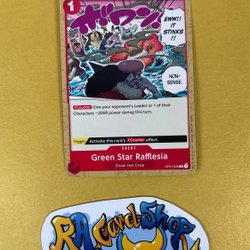 1
EWW!!
IT
STINKS
!!
NON-
SENSE.
Counter Give your opponent's Leader or 1 of their
Characters −2000 power during this turn.
Trigger Activate this card's Counter effect.
EVENT
Green Star Rafflesia
Straw Hat Crew
RA Card Shop